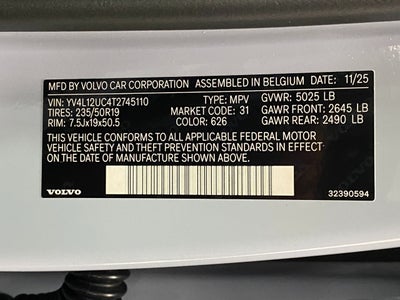 MFD BY VOLVO CAR CORPORATION ASSEMBLED IN BELGIUM DATE: 11/25
VIN: YV4L12UC4T2745110 TYPE: MPV GVWR: 5025 LB
TIRES: 235/50R19 MARKET CODE: 31 GAWR FRONT: 2645 LB
RIM: 7.5Jx19x50.5 COLOR: 626 GAWR REAR: 2490 LB
THIS VEHICLE CONFORMS TO ALL APPLICABLE FEDERAL MOTOR
VEHICLE SAFETY AND THEFT PREVENTION STANDARDS IN EFFECT
ON THE DATE OF MANUFACTURE SHOWN ABOVE.
VOLVO 32390594